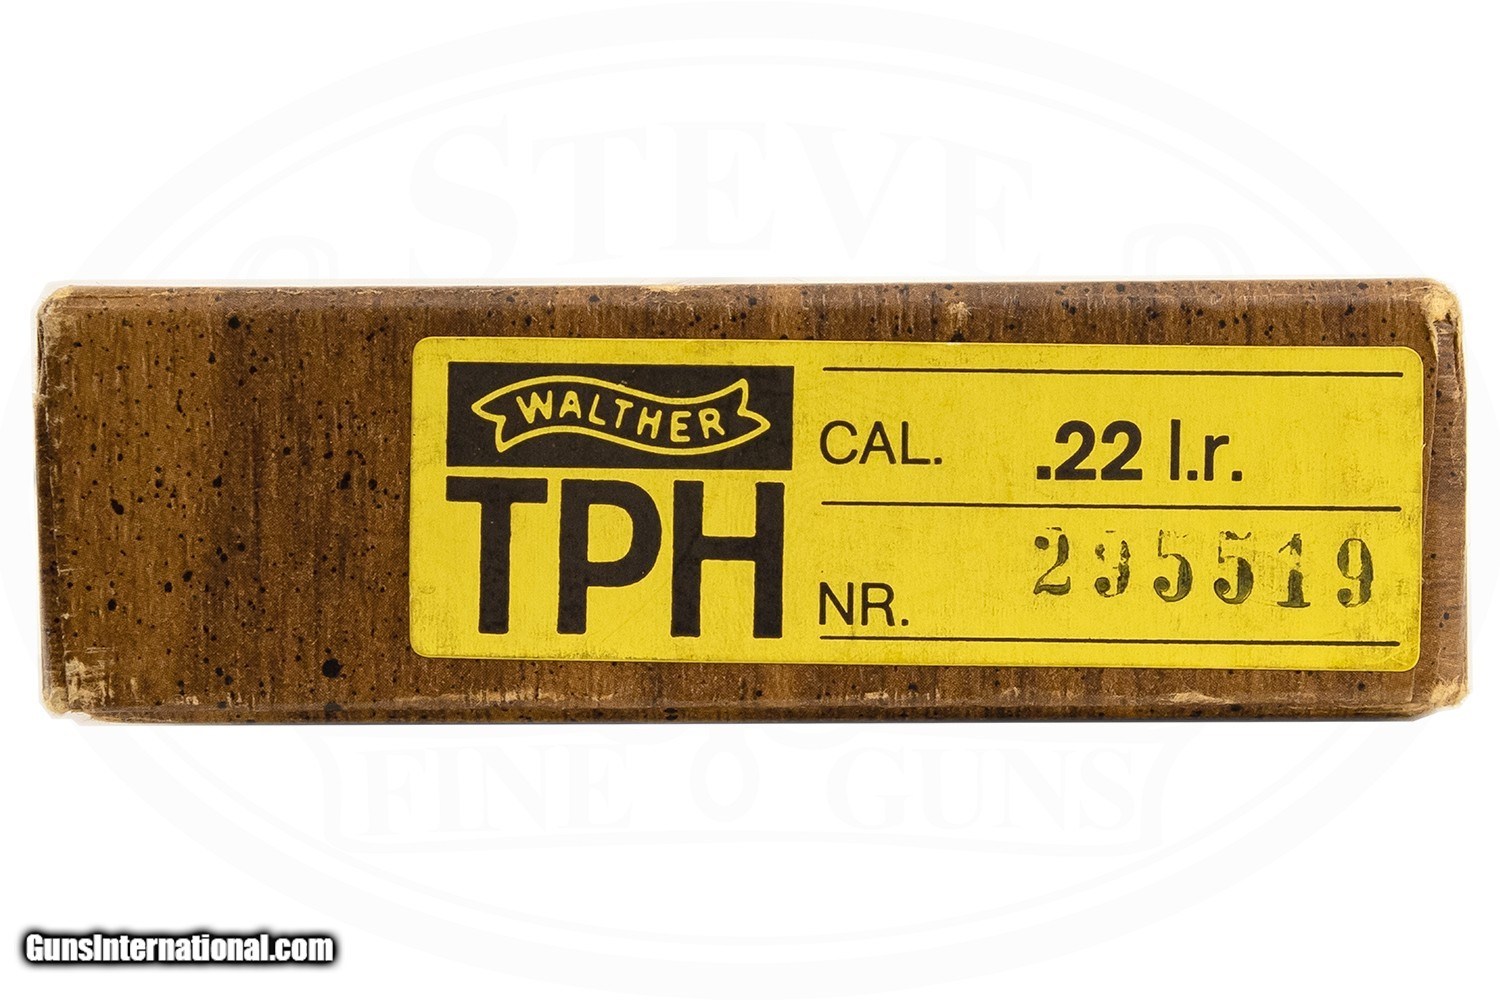 STEVE
WALTHER
TPH
CAL. .22 l.r.
NR. 295519
FINE GUNS
GunsInternational.com